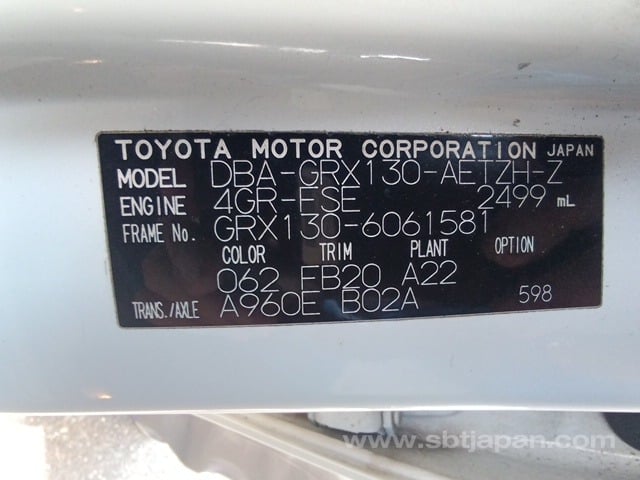 TOYOTA MOTOR CORPORATION JAPAN
MODEL DBA-GRX130-AETZH-Z
ENGINE 4GR-FSE 2499 mL
FRAME No. GRX130-6061581
COLOR TRIM PLANT OPTION
062 FB20 A22
TRANS./AXLE A960E B02A 598
www.sbtjapan.com